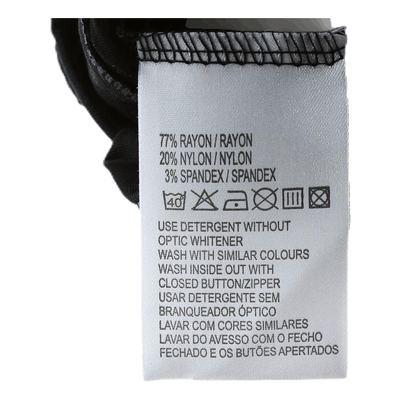 77% RAYON / RAYON
20% NYLON / NYLON
3% SPANDEX / SPANDEX
40
USE DETERGENT WITHOUT
OPTIC WHITENER
WASH WITH SIMILAR COLOURS
WASH INSIDE OUT WITH
CLOSED BUTTON/ZIPPER
USAR DETERGENTE SEM
BRANQUEADOR ÓPTICO
LAVAR COM CORES SIMILARES
LAVAR DO AVESSO COM O FECHO
FECHADO E OS BUTÕES APERTADOS